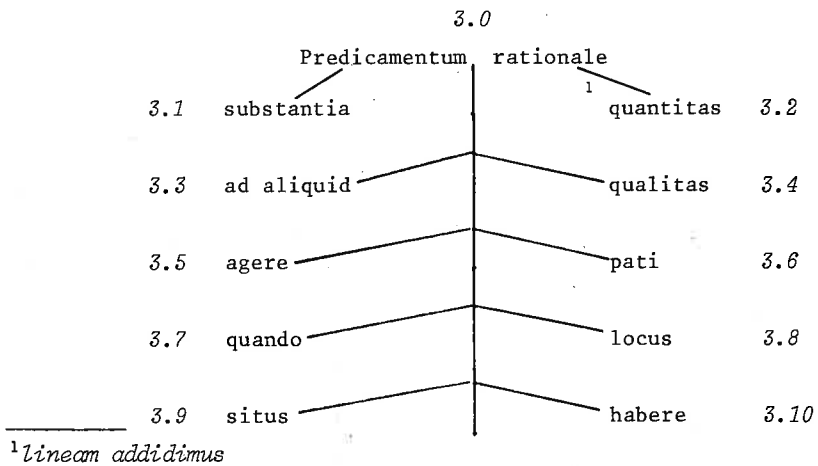 3.0
Predicamentum rationale
1
3.1 substantia quantitas 3.2
3.3 ad aliquid qualitas 3.4
3.5 agere pati 3.6
3.7 quando locus 3.8
3.9 situs habere 3.10
1lineam addidimus